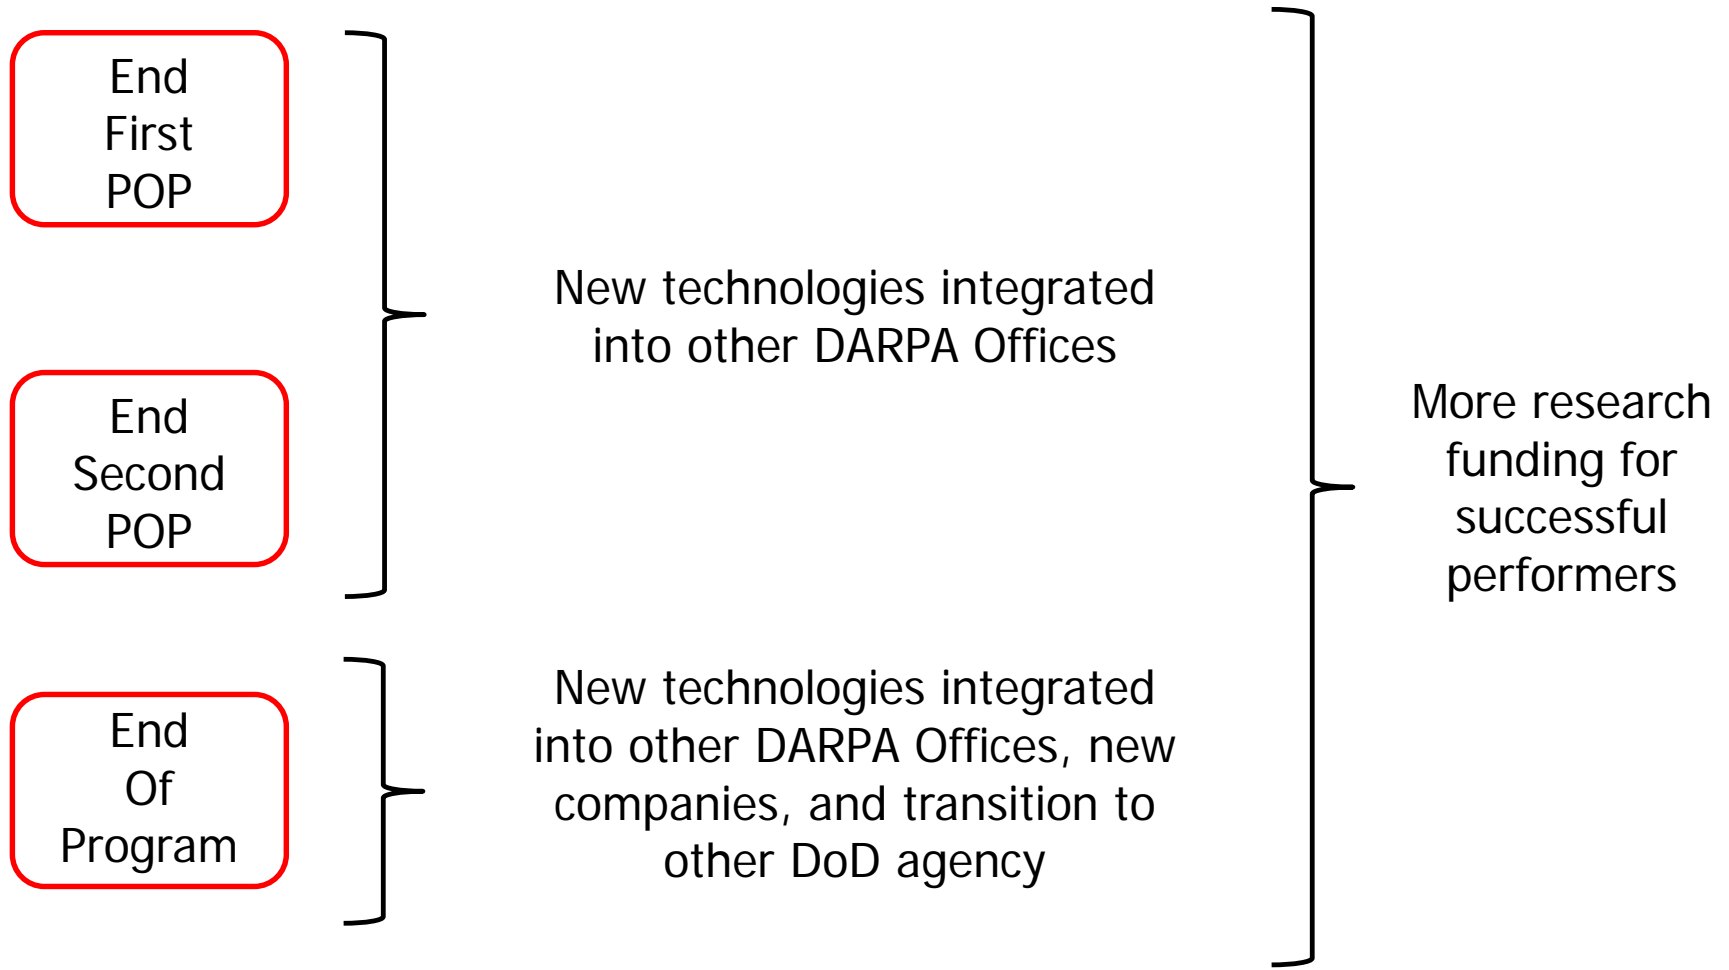 End
First
POP
New technologies integrated
into other DARPA Offices
End
Second
POP
More research
funding for
successful
performers
End
Of
Program
New technologies integrated
into other DARPA Offices, new
companies, and transition to
other DoD agency